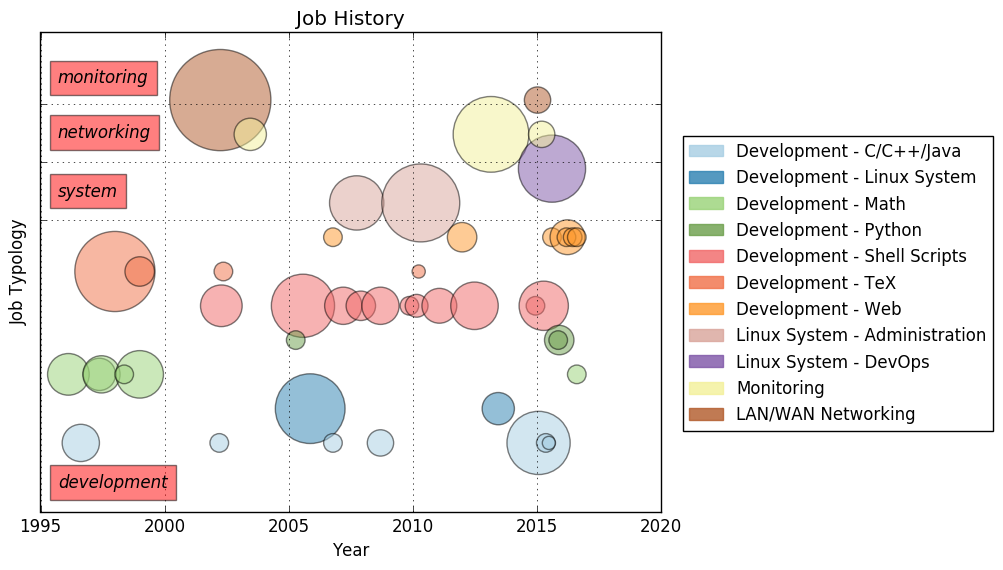 Job History
monitoring
networking
system
development
Job Typology
1995 2000 2005 2010 2015 2020
Year
Development - C/C++/Java
Development - Linux System
Development - Math
Development - Python
Development - Shell Scripts
Development - TeX
Development - Web
Linux System - Administration
Linux System - DevOps
Monitoring
LAN/WAN Networking